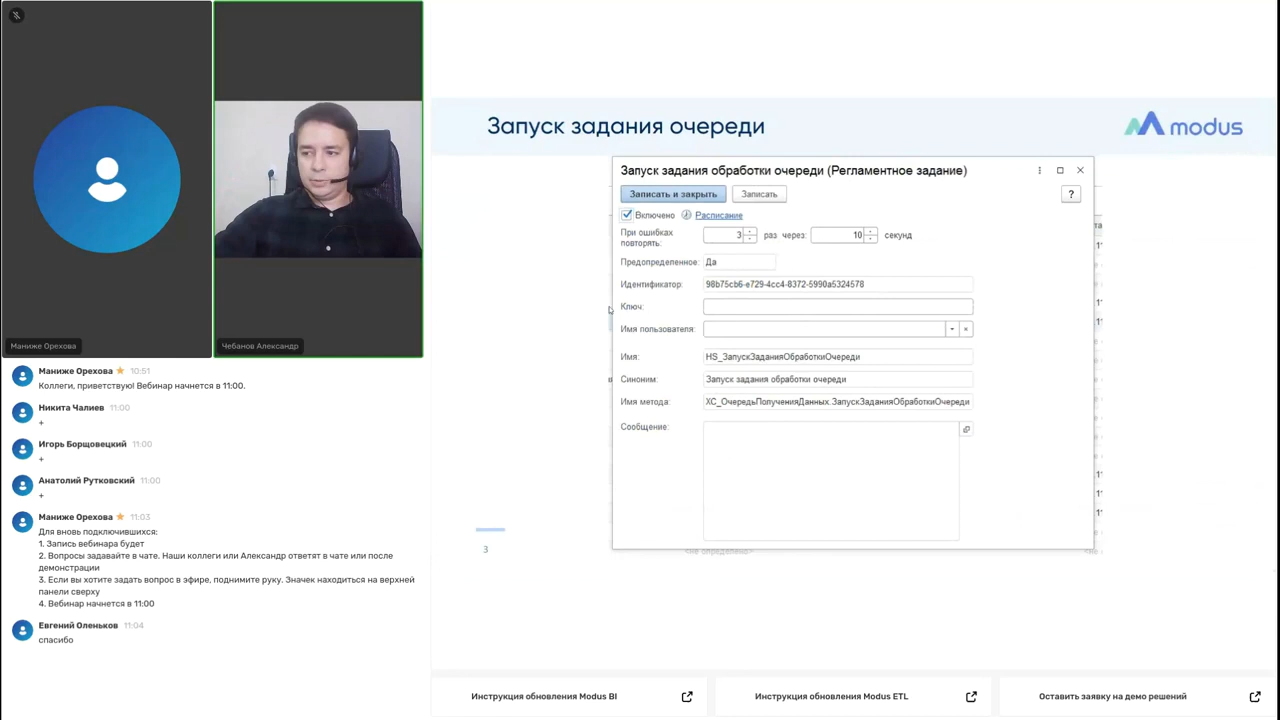 Маниже Орехова
Чебанов Александр
Маниже Орехова 10:51
Коллеги, приветствую! Вебинар начнется в 11:00.
Никита Чалиев 11:00
+
Игорь Борщовецкий 11:00
+
Анатолий Рутковский 11:00
+
Маниже Орехова 11:03
Для вновь подключившихся:
1. Запись вебинара будет
2. Вопросы задавайте в чате. Наши коллеги или Александр ответят в чате или после
демонстрации
3. Если вы хотите задать вопрос в эфире, поднимите руку. Значек находиться на верхней
панели сверху
4. Вебинар начнется в 11:00
Евгений Оленьков 11:04
спасибо
Запуск задания очереди
modus
Запуск задания обработки очереди (Регламентное задание)
Записать и закрыть Записать ?
Включено Расписание
При ошибках
повторять: 3 раз через: 10 секунд
Предопределенное: Да
Идентификатор: 98b75cb6-e729-4cc4-8372-5990a5324578
Ключ:
Имя пользователя:
Имя: HS_ЗапускЗаданияОбработкиОчереди
Синоним: Запуск задания обработки очереди
Имя метода: ХС_ОчередьПолученияДанных.ЗапускЗаданияОбработкиОчереди
Сообщение:
<не определено>
3
Инструкция обновления Modus BI
Инструкция обновления Modus ETL
Оставить заявку на демо решений